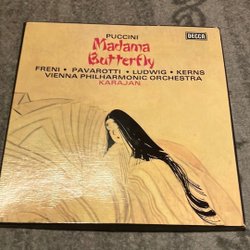 PUCCINI
DECCA
Madama
Butterfly
FRENI • PAVAROTTI • LUDWIG • KERNS
VIENNA PHILHARMONIC ORCHESTRA
KARAJAN